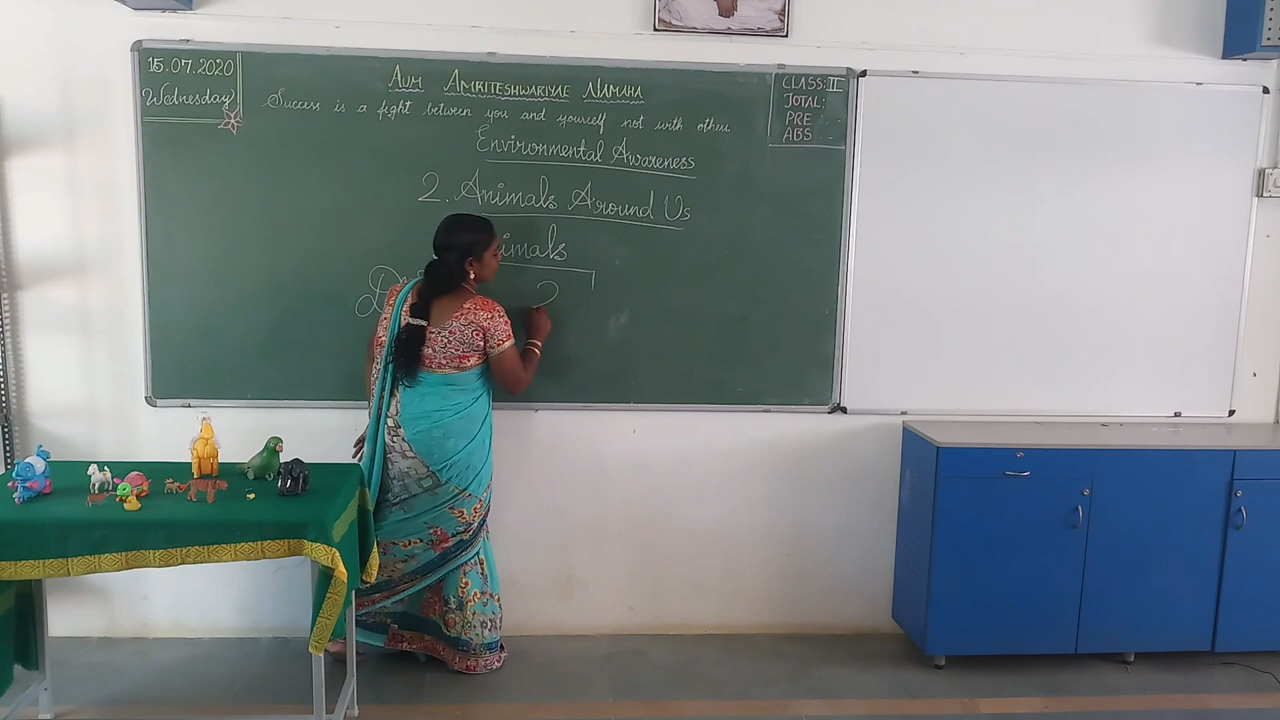 15.07.2020
Wednesday
AUM AMRITESHWARIYAE NAMAHA
Success is a fight between you and yourself not with others.
CLASS: II
TOTAL:
PRE -
ABS -
Environmental Awareness
2. Animals Around Us